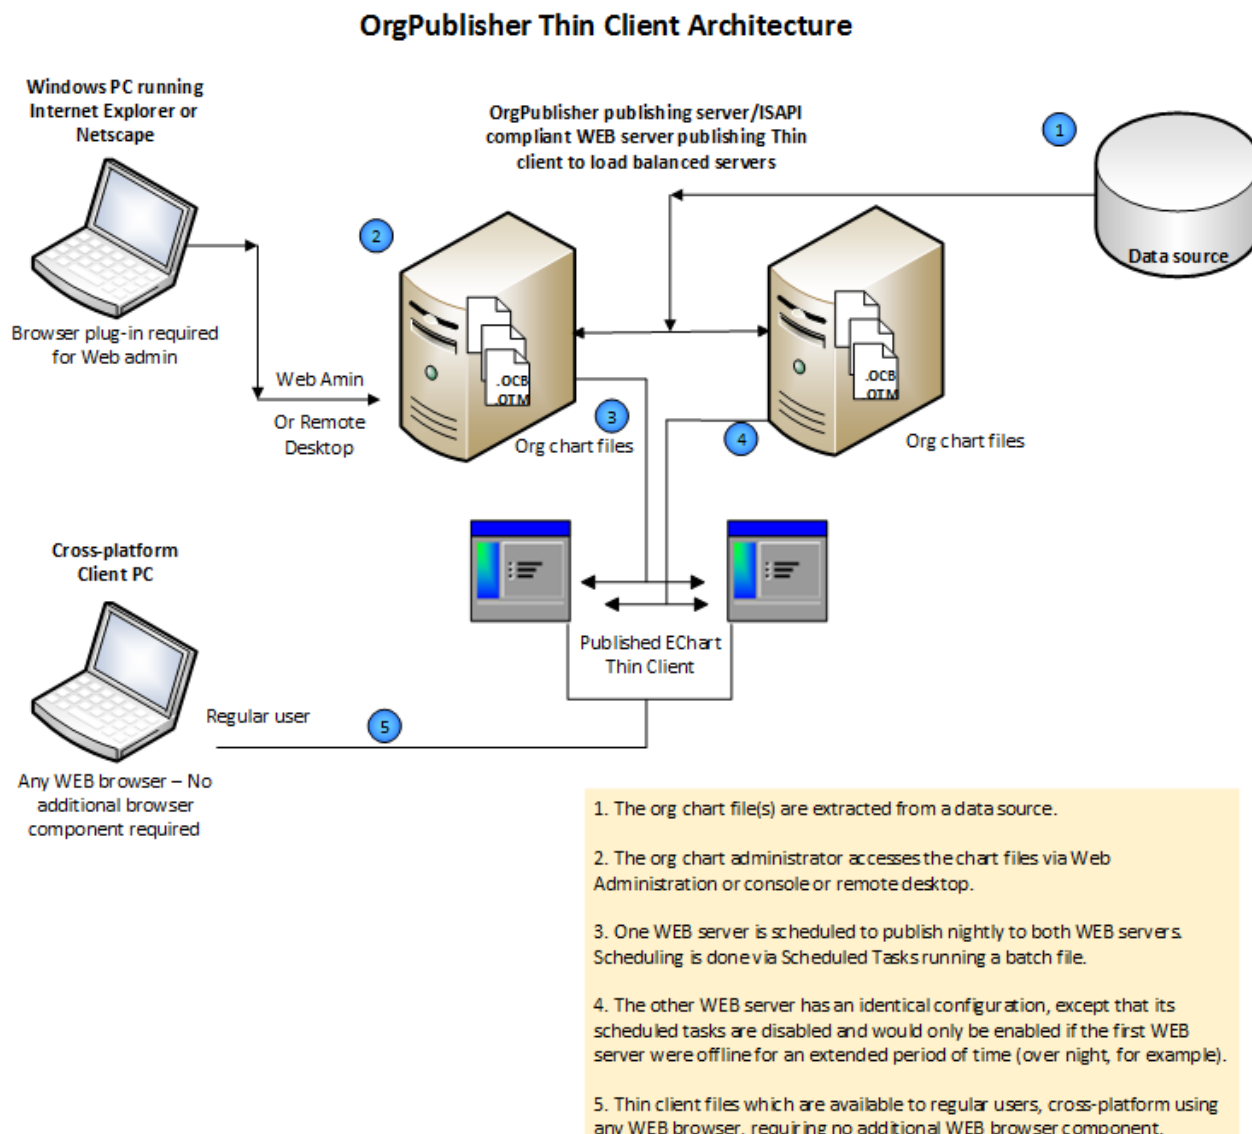 OrgPublisher Thin Client Architecture
Windows PC running
Internet Explorer or
Netscape
OrgPublisher publishing server/ISAPI
compliant WEB server publishing Thin
client to load balanced servers
1
Data source
2
Browser plug-in required
for Web admin
Web Amin
Or Remote
Desktop
.OCB
.OTM
3
Org chart files
4
.OCB
.OTM
Org chart files
Cross-platform
Client PC
Published EChart
Thin Client
Regular user
5
Any WEB browser – No
additional browser
component required
1. The org chart file(s) are extracted from a data source.
2. The org chart administrator accesses the chart files via Web
Administration or console or remote desktop.
3. One WEB server is scheduled to publish nightly to both WEB servers.
Scheduling is done via Scheduled Tasks running a batch file.
4. The other WEB server has an identical configuration, except that its
scheduled tasks are disabled and would only be enabled if the first WEB
server were offline for an extended period of time (over night, for example).
5. Thin client files which are available to regular users, cross-platform using
any WEB browser, requiring no additional WEB browser component.